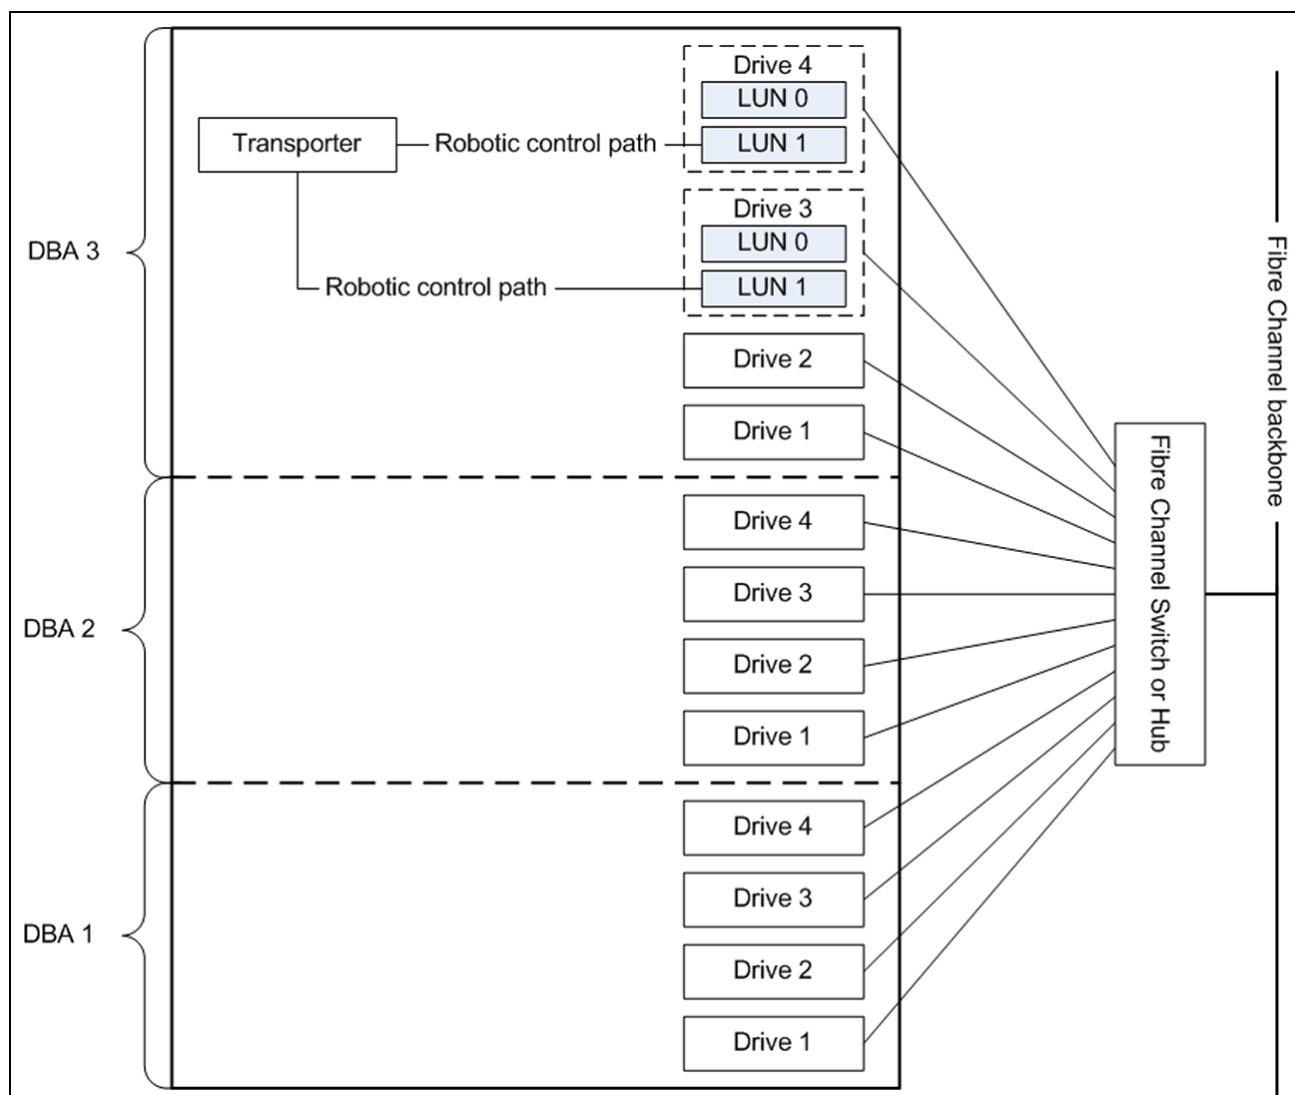 Drive 4
LUN 0
Transporter
Robotic control path
LUN 1
Drive 3
LUN 0
DBA 3
Robotic control path
LUN 1
Drive 2
Drive 1
Drive 4
Drive 3
DBA 2
Drive 2
Drive 1
Drive 4
Drive 3
DBA 1
Drive 2
Drive 1
Fibre Channel Switch or Hub
Fibre Channel backbone